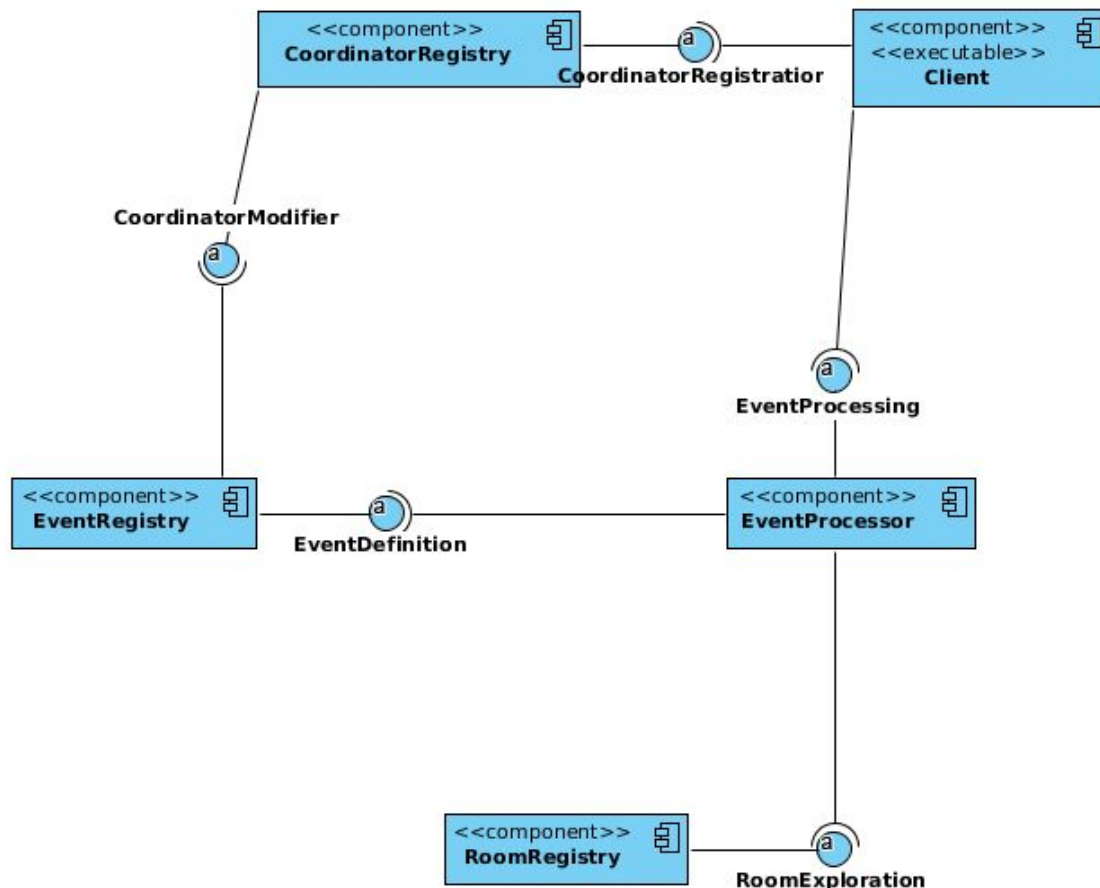 <<component>>
CoordinatorRegistry
a
CoordinatorRegistratior
<<component>>
<<executable>>
Client
CoordinatorModifier
a
a
EventProcessing
<<component>>
EventRegistry
a
EventDefinition
<<component>>
EventProcessor
<<component>>
RoomRegistry
a
RoomExploration